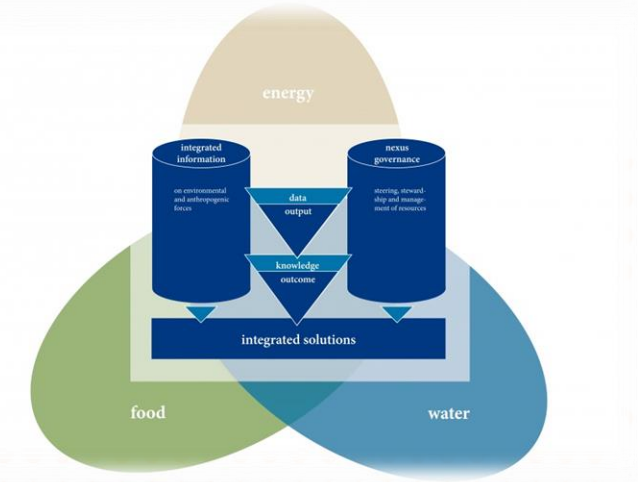 energy
integrated
information
on environmental
and anthropogenic
forces
nexus
governance
steering, steward-
ship and manage-
ment of resources
data
output
knowledge
outcome
integrated solutions
food
water